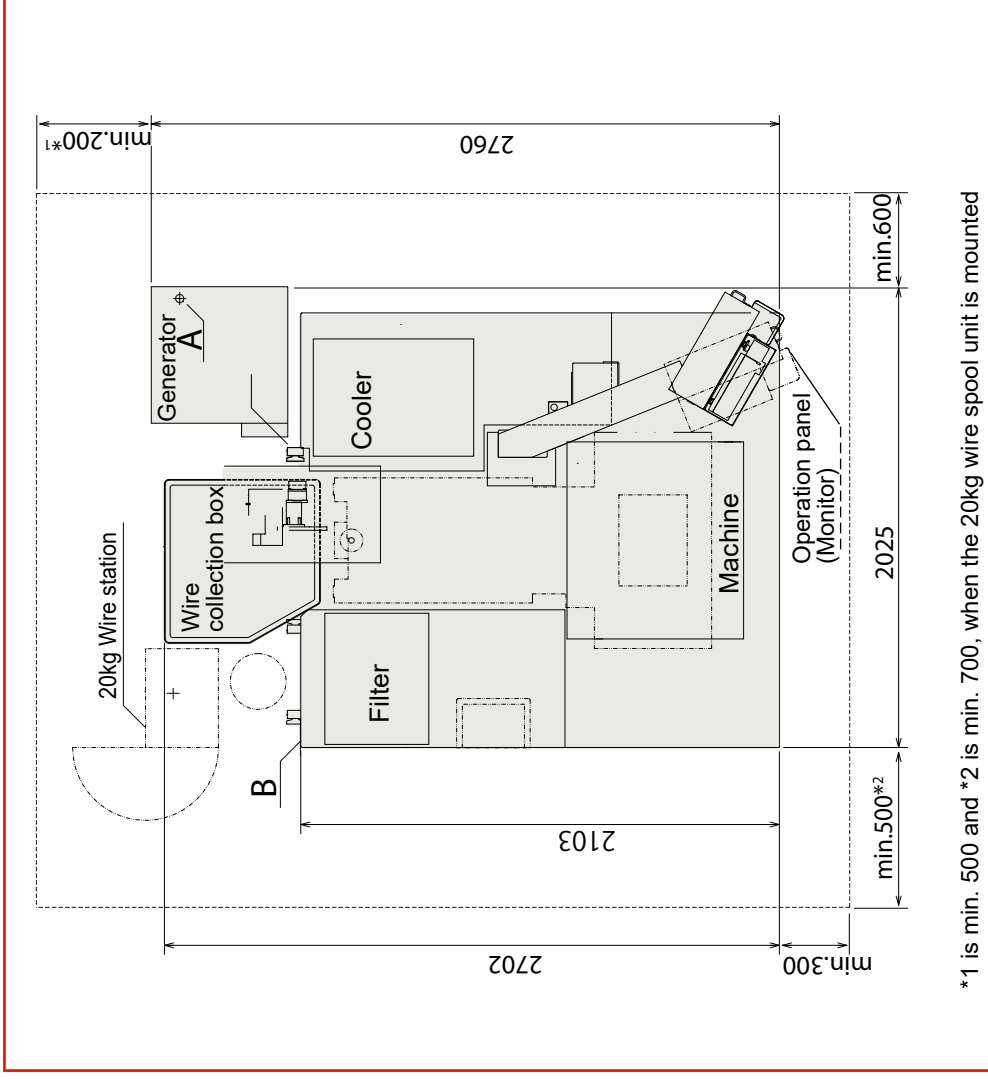 20kg Wire station
min.200*1
Wire
collection box
Generator
A
B
Filter
Cooler
2702
2103
2760
Machine
Operation panel
(Monitor)
min.300
min.500*2
2025
min.600
*1 is min. 500 and *2 is min. 700, when the 20kg wire spool unit is mounted